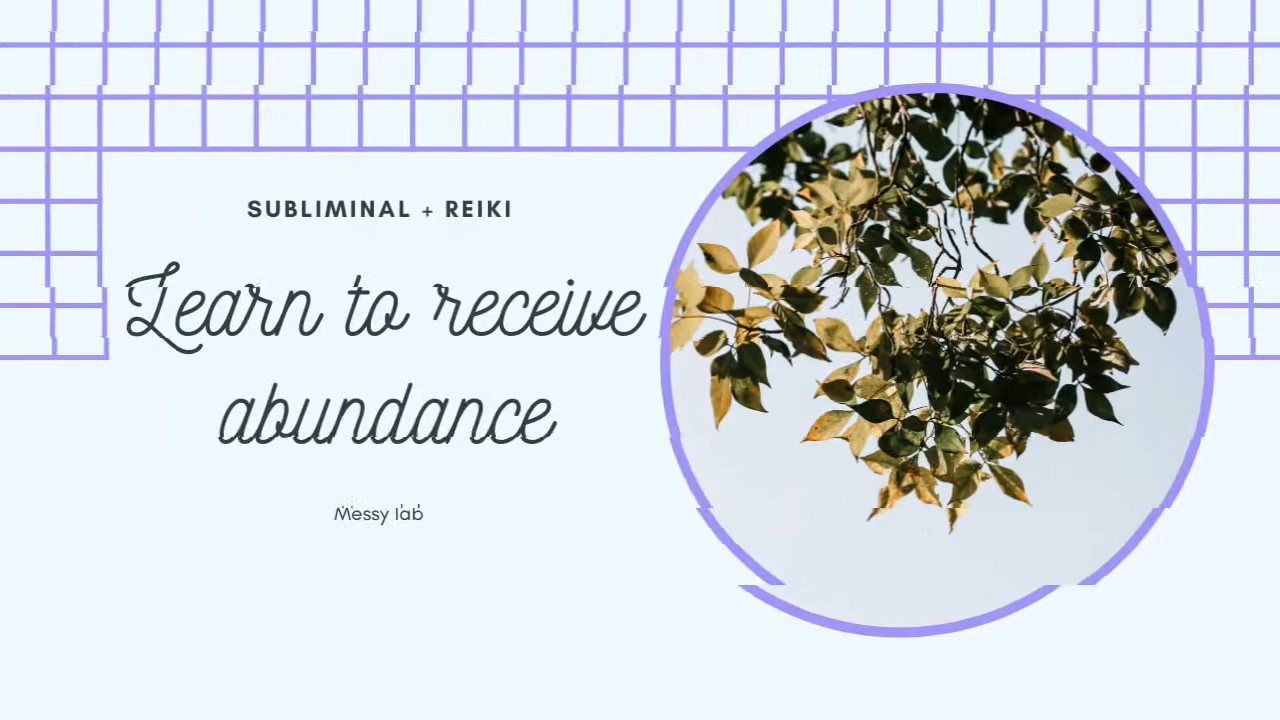 SUBLIMINAL + REIKI
Learn to receive
abundance
Messy lab